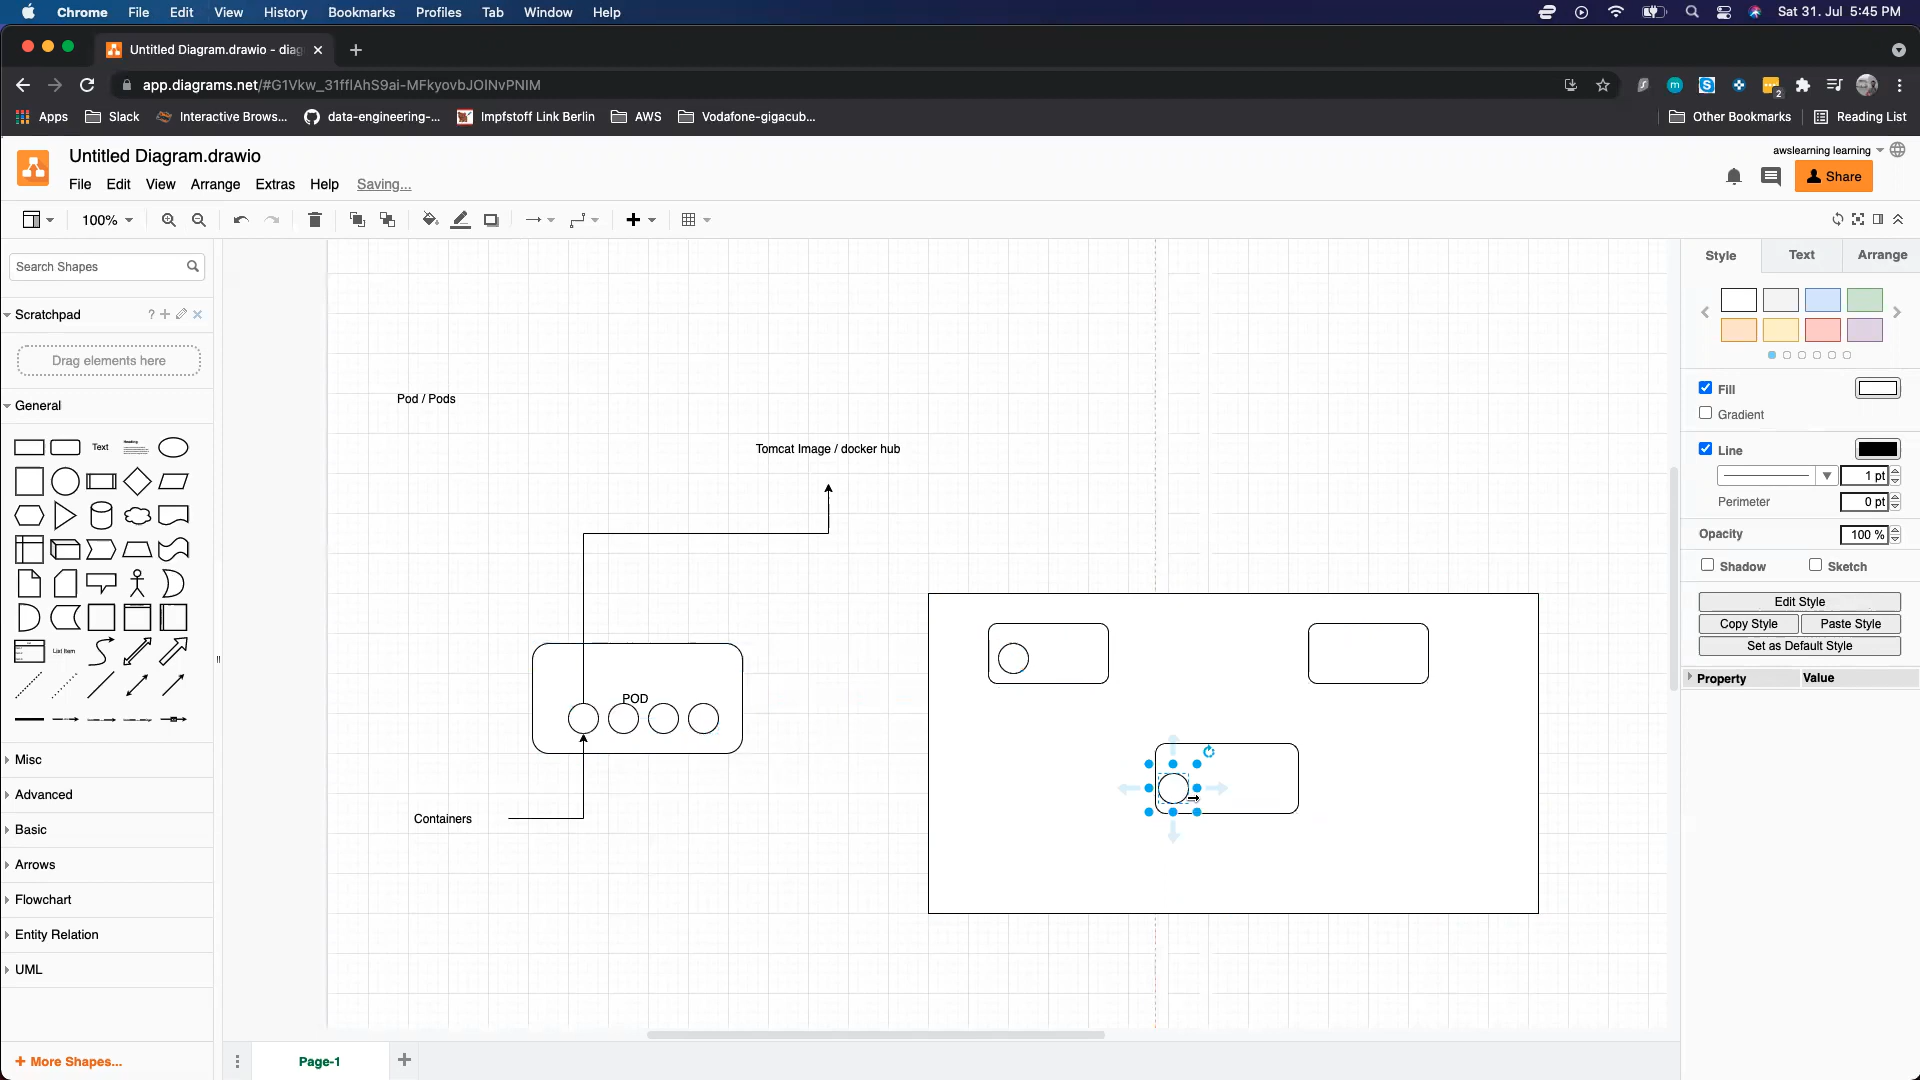 Chrome File Edit View History Bookmarks Profiles Tab Window Help Sat 31. Jul 5:45 PM
Untitled Diagram.drawio - diag
app.diagrams.net/#G1Vkw_31fflAhS9ai-MFkyovbJOlNvPNlM
Apps Slack Interactive Brows... data-engineering-... Impfstoff Link Berlin AWS Vodafone-gigacub... Other Bookmarks Reading List
Untitled Diagram.drawio
awslearning learning
File Edit View Arrange Extras Help Saving...
Share
100%
Search Shapes
Style Text Arrange
Scratchpad
?
Drag elements here
General
Text
Heading
List Item
Misc
Advanced
Basic
Arrows
Flowchart
Entity Relation
UML
More Shapes...
Pod / Pods
Tomcat Image / docker hub
POD
Containers
Page-1
Fill
Gradient
Line
1 pt
Perimeter 0 pt
Opacity 100 %
Shadow Sketch
Edit Style
Copy Style Paste Style
Set as Default Style
Property Value
m
S
2